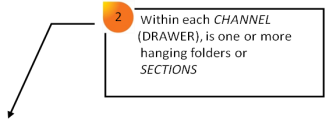 2
Within each CHANNEL
(DRAWER), is one or more
hanging folders or
SECTIONS